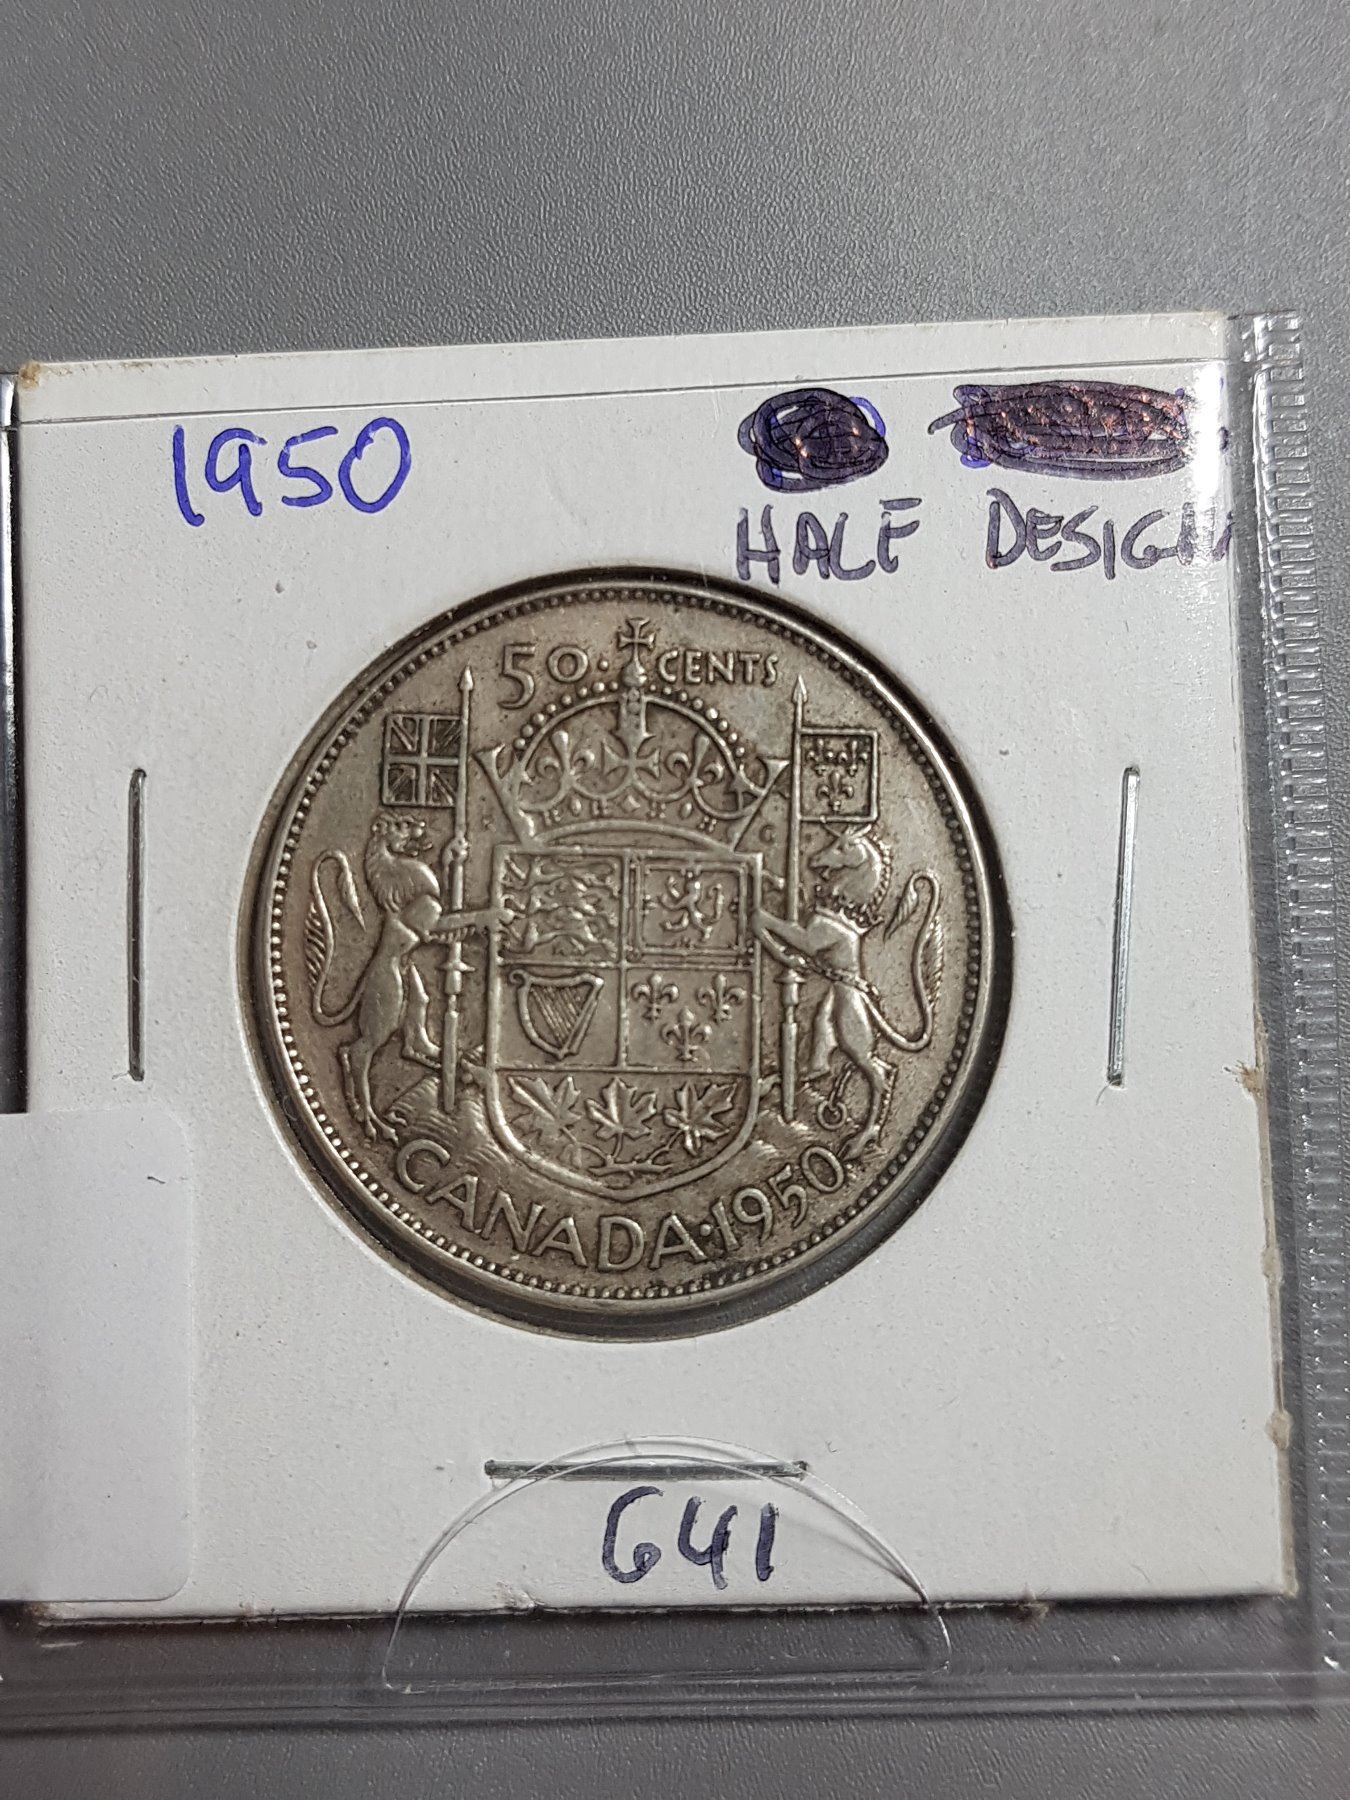 1950
HALF DESIGN
50 · CENTS
CANADA · 1950
641